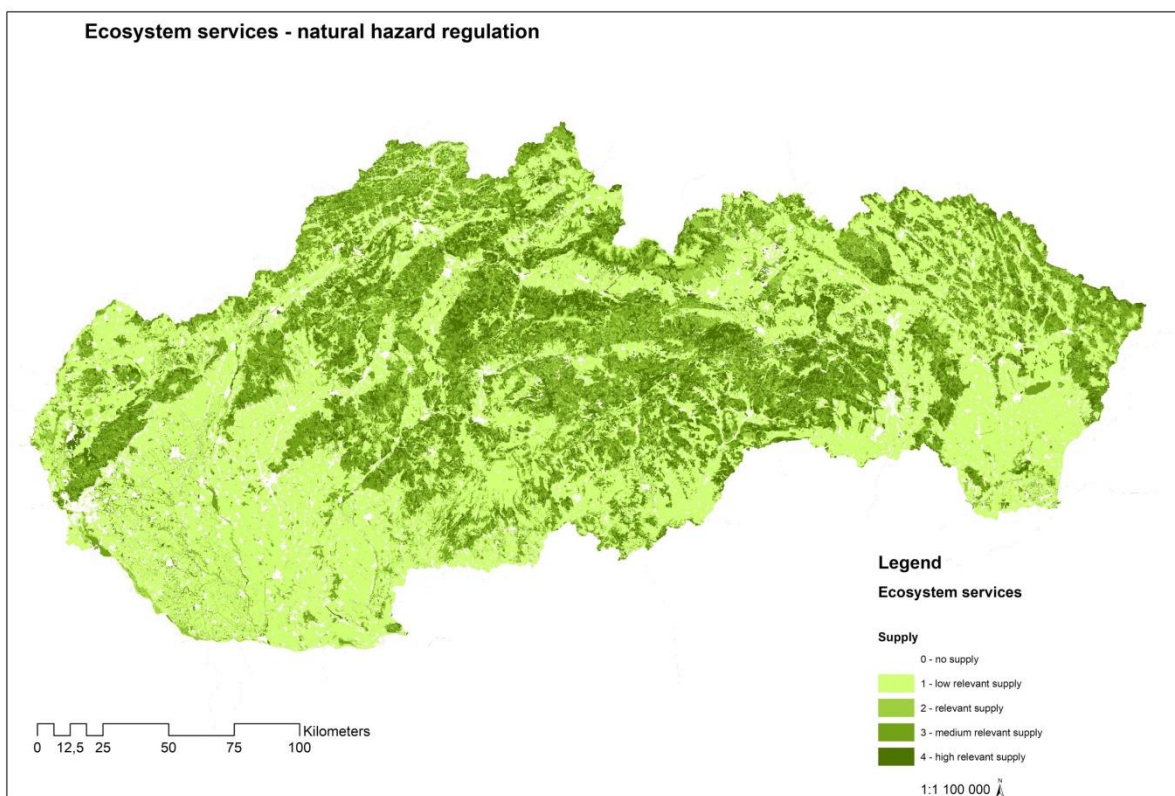 Ecosystem services - natural hazard regulation
Legend
Ecosystem services
Supply
0 - no supply
1 - low relevant supply
2 - relevant supply
3 - medium relevant supply
4 - high relevant supply
Kilometers
0 12,5 25 50 75 100
1:1 100 000 N